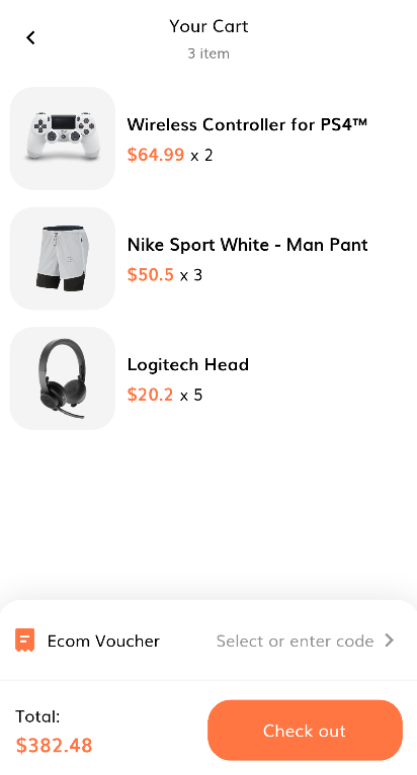 Your Cart
3 item
Wireless Controller for PS4™
$64.99 x 2
Nike Sport White - Man Pant
$50.5 x 3
Logitech Head
$20.2 x 5
Ecom Voucher
Select or enter code
Total:
$382.48
Check out